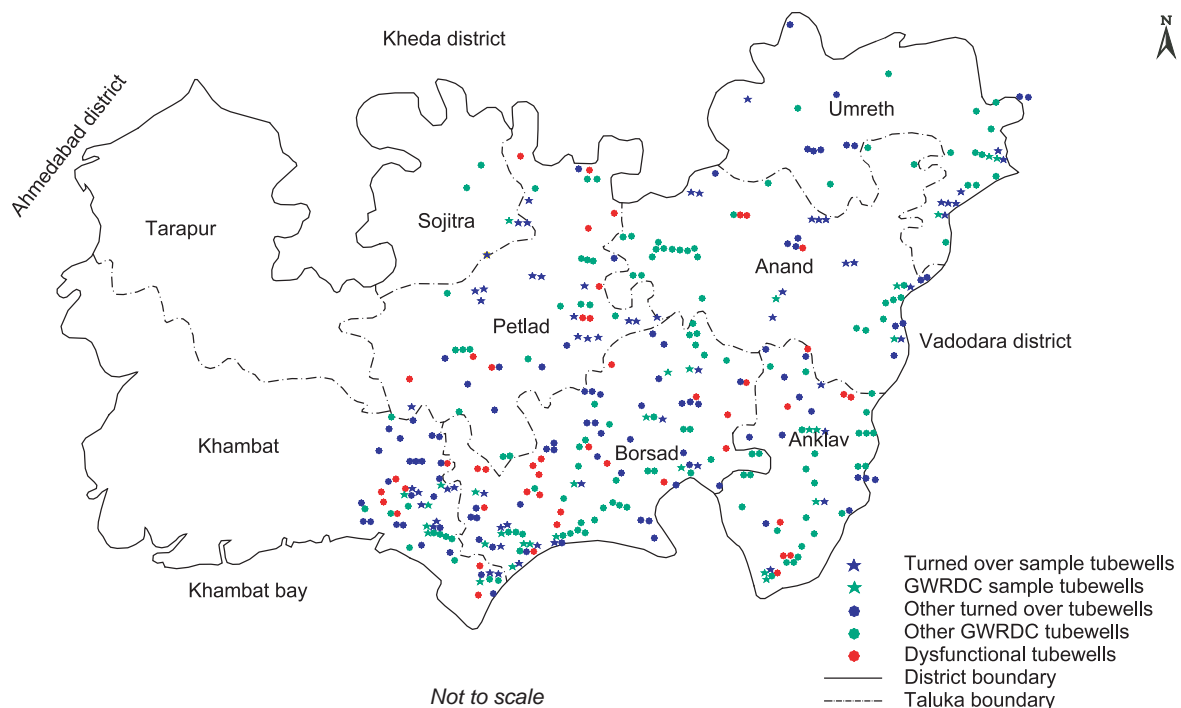 N
Kheda district
Ahmedabad district
Umreth
Tarapur
Sojitra
Anand
Petlad
Vadodara district
Khambat
Borsad
Anklav
Khambat bay
Turned over sample tubewells
GWRDC sample tubewells
Other turned over tubewells
Other GWRDC tubewells
Dysfunctional tubewells
District boundary
Taluka boundary
Not to scale